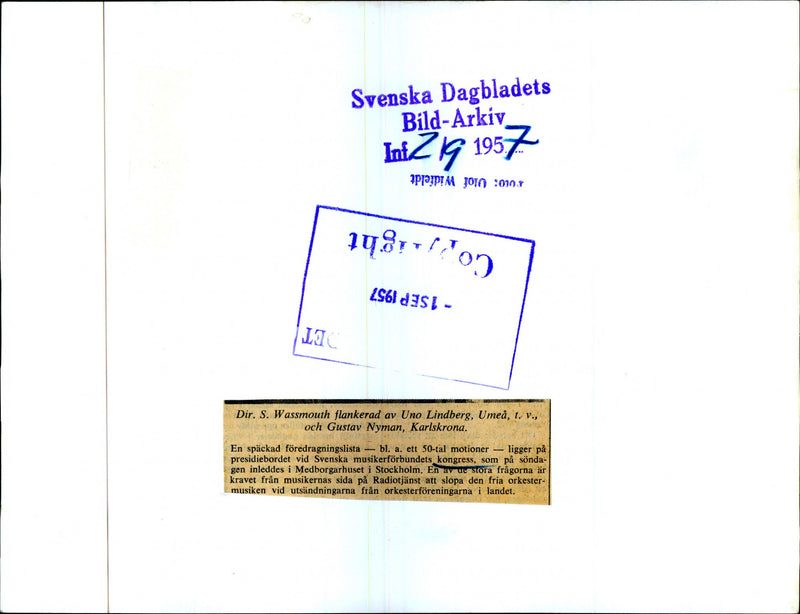 Svenska Dagbladets
Bild-Arkiv
Inf. 2/9 1957
Foto: Olof Widfeldt
Copyright
- 1 SEP 1957
DET
Dir. S. Wassmouth flankerad av Uno Lindberg, Umeå, t. v.,
och Gustav Nyman, Karlskrona.
En späckad föredragningslista — bl. a. ett 50-tal motioner — ligger på
presidiebordet vid Svenska musikerförbundets kongress, som på sönda-
gen inleddes i Medborgarhuset i Stockholm. En av de stora frågorna är
kravet från musikernas sida på Radiotjänst att slopa den fria orkester-
musiken vid utsändningarna från orkesterföreningarna i landet.